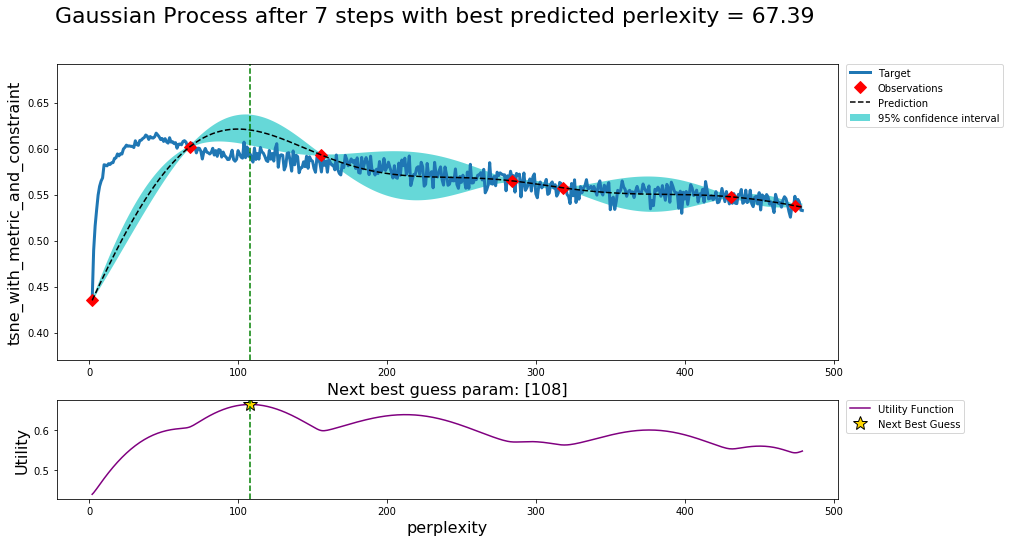 Gaussian Process after 7 steps with best predicted perlexity = 67.39
tsne_with_metric_and_constraint
0.65
0.60
0.55
0.50
0.45
0.40
0 100 200 300 400 500
Target
Observations
Prediction
95% confidence interval
Next best guess param: [108]
Utility
0.6
0.5
0 100 200 300 400 500
perplexity
Utility Function
Next Best Guess